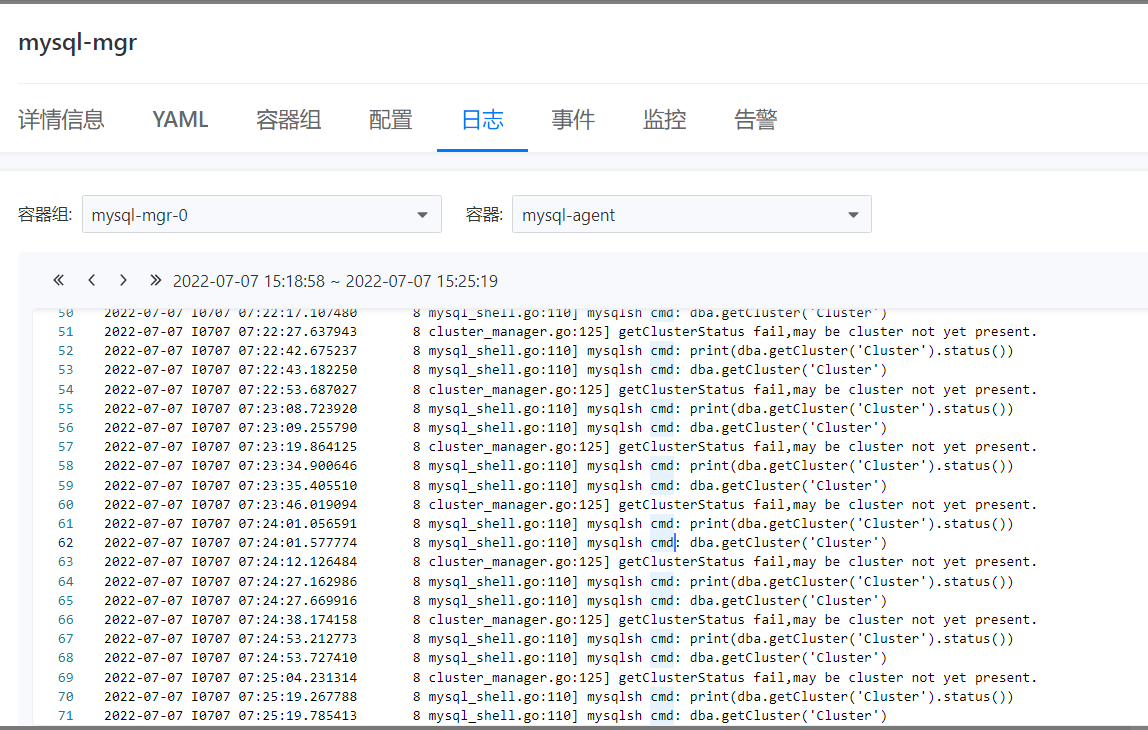 mysql-mgr
详情信息 YAML 容器组 配置 日志 事件 监控 告警
容器组: mysql-mgr-0 容器: mysql-agent
2022-07-07 15:18:58 ~ 2022-07-07 15:25:19
50 2022-07-07 I0707 07:22:17.107480 8 mysql_shell.go:110] mysqlsh cmd: dba.getCluster('Cluster')
51 2022-07-07 I0707 07:22:27.637943 8 cluster_manager.go:125] getClusterStatus fail,may be cluster not yet present.
52 2022-07-07 I0707 07:22:42.675237 8 mysql_shell.go:110] mysqlsh cmd: print(dba.getCluster('Cluster').status())
53 2022-07-07 I0707 07:22:43.182250 8 mysql_shell.go:110] mysqlsh cmd: dba.getCluster('Cluster')
54 2022-07-07 I0707 07:22:53.687027 8 cluster_manager.go:125] getClusterStatus fail,may be cluster not yet present.
55 2022-07-07 I0707 07:23:08.723920 8 mysql_shell.go:110] mysqlsh cmd: print(dba.getCluster('Cluster').status())
56 2022-07-07 I0707 07:23:09.255790 8 mysql_shell.go:110] mysqlsh cmd: dba.getCluster('Cluster')
57 2022-07-07 I0707 07:23:19.864125 8 cluster_manager.go:125] getClusterStatus fail,may be cluster not yet present.
58 2022-07-07 I0707 07:23:34.900646 8 mysql_shell.go:110] mysqlsh cmd: print(dba.getCluster('Cluster').status())
59 2022-07-07 I0707 07:23:35.405510 8 mysql_shell.go:110] mysqlsh cmd: dba.getCluster('Cluster')
60 2022-07-07 I0707 07:23:46.019094 8 cluster_manager.go:125] getClusterStatus fail,may be cluster not yet present.
61 2022-07-07 I0707 07:24:01.056591 8 mysql_shell.go:110] mysqlsh cmd: print(dba.getCluster('Cluster').status())
62 2022-07-07 I0707 07:24:01.577774 8 mysql_shell.go:110] mysqlsh cmd: dba.getCluster('Cluster')
63 2022-07-07 I0707 07:24:12.126484 8 cluster_manager.go:125] getClusterStatus fail,may be cluster not yet present.
64 2022-07-07 I0707 07:24:27.162986 8 mysql_shell.go:110] mysqlsh cmd: print(dba.getCluster('Cluster').status())
65 2022-07-07 I0707 07:24:27.669916 8 mysql_shell.go:110] mysqlsh cmd: dba.getCluster('Cluster')
66 2022-07-07 I0707 07:24:38.174158 8 cluster_manager.go:125] getClusterStatus fail,may be cluster not yet present.
67 2022-07-07 I0707 07:24:53.212773 8 mysql_shell.go:110] mysqlsh cmd: print(dba.getCluster('Cluster').status())
68 2022-07-07 I0707 07:24:53.727410 8 mysql_shell.go:110] mysqlsh cmd: dba.getCluster('Cluster')
69 2022-07-07 I0707 07:25:04.231314 8 cluster_manager.go:125] getClusterStatus fail,may be cluster not yet present.
70 2022-07-07 I0707 07:25:19.267788 8 mysql_shell.go:110] mysqlsh cmd: print(dba.getCluster('Cluster').status())
71 2022-07-07 I0707 07:25:19.785413 8 mysql_shell.go:110] mysqlsh cmd: dba.getCluster('Cluster')